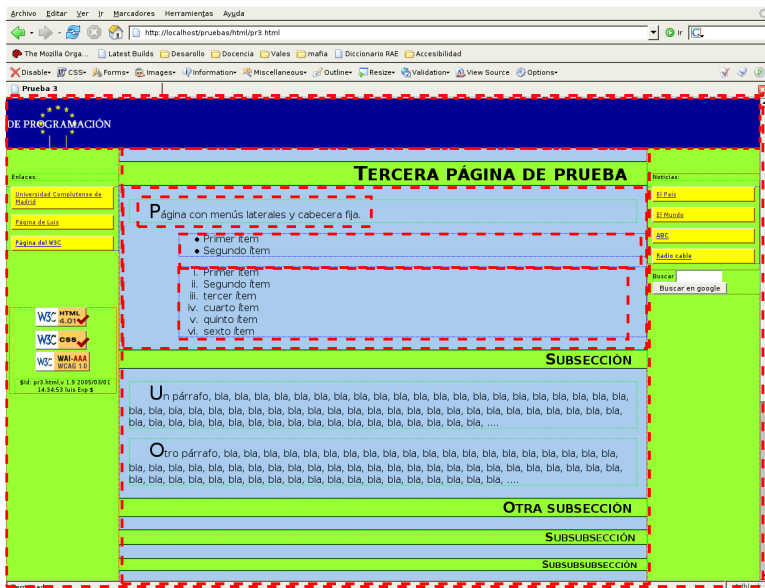 Archivo Editar Ver Ir Marcadores Herramientas Ayuda
http://localhost/pruebas/html/pr3.html Ir
The Mozilla Orga... Latest Builds Desarollo Docencia Vales mafia Diccionario RAE Accesibilidad
Disable CSS Forms Images Information Miscellaneous Outline Resize Validation View Source Options
Prueba 3
DE PROGRAMACIÓN
TERCERA PÁGINA DE PRUEBA
Enlaces:
Universidad Complutense de
Madrid
Página de Luis
Página del W3C
W3C HTML 4.01
W3C CSS
W3C WAI-AAA WCAG 1.0
$Id: pr3.html,v 1.9 2005/03/01
14:34:53 luis Exp $
Página con menús laterales y cabecera fija.
• Primer ítem
• Segundo ítem
i. Primer ítem
ii. Segundo ítem
iii. tercer ítem
iv. cuarto ítem
v. quinto ítem
vi. sexto ítem
SUBSECCIÓN
Un párrafo, bla, bla, bla, bla, bla, bla, bla, bla, bla, bla, bla, bla, bla, bla, bla, bla, bla, bla, bla, bla, bla,
bla, bla, bla, bla, bla, bla, bla, bla, bla, bla, bla, bla, bla, bla, bla, bla, bla, bla, bla, bla, bla, bla, bla, bla, bla,
bla, bla, bla, bla, bla, bla, bla, bla, bla, bla, bla, bla, bla, bla, bla, bla, bla, bla, ....
Otro párrafo, bla, bla, bla, bla, bla, bla, bla, bla, bla, bla, bla, bla, bla, bla, bla, bla, bla, bla, bla, bla,
bla, bla, bla, bla, bla, bla, bla, bla, bla, bla, bla, bla, bla, bla, bla, bla, bla, bla, bla, bla, bla, bla, bla, bla, bla,
bla, bla, bla, bla, bla, bla, bla, bla, bla, bla, bla, bla, bla, bla, bla, bla, bla, bla, bla, ....
OTRA SUBSECCIÓN
SUBSUBSECCIÓN
SUBSUBSUBSECCIÓN
Noticias:
El País
El Mundo
ABC
Radio cable
Buscar
Buscar en google